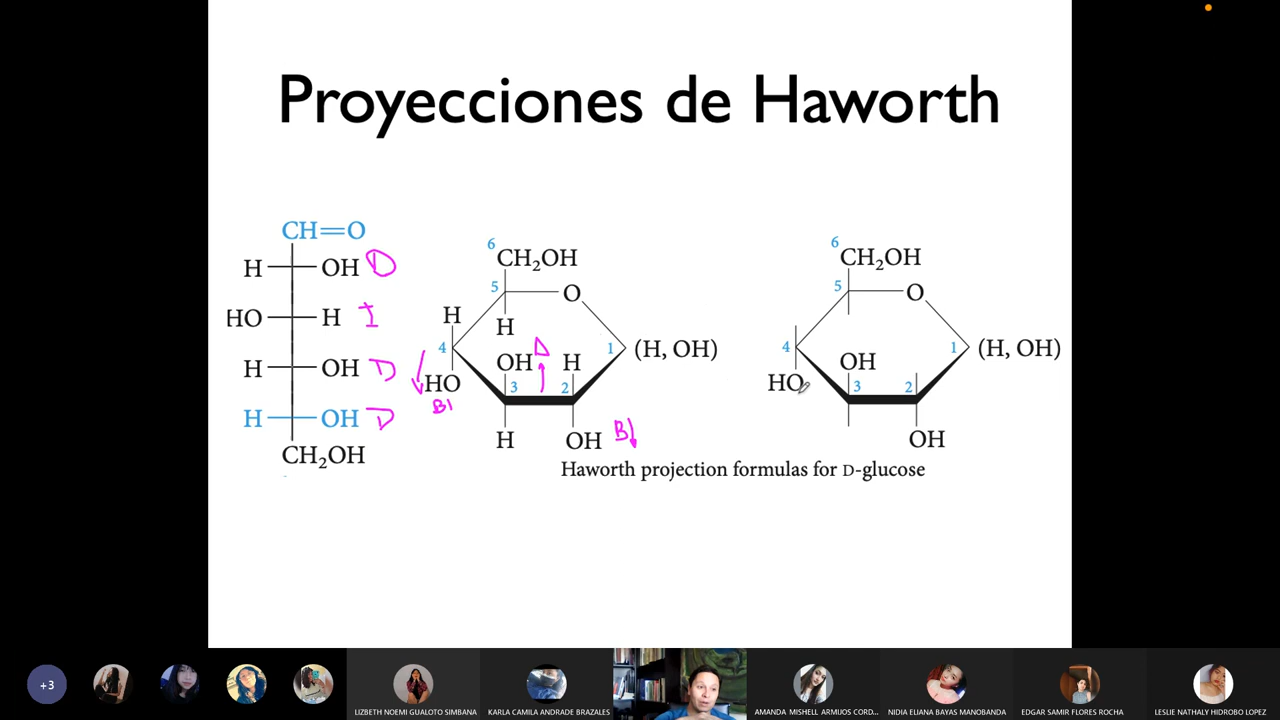 Proyecciones de Haworth
CH=O
H OH D
HO H I
H OH D
H OH D
CH₂OH
6
CH₂OH
5
O
H
H
4
OH D
H
1
(H, OH)
HO
3
2
B
H
OH B
6
CH₂OH
5
O
4
OH
1
(H, OH)
HO
3
2
OH
Haworth projection formulas for D-glucose
+3
LIZBETH NOEMI GUALOTO SIMBANA
KARLA CAMILA ANDRADE BRAZALES
AMANDA MISHELL ARMIJOS CORD...
NIDIA ELIANA BAYAS MANOBANDA
EDGAR SAMIR FLORES ROCHA
LESLIE NATHALY HIDROBO LOPEZ